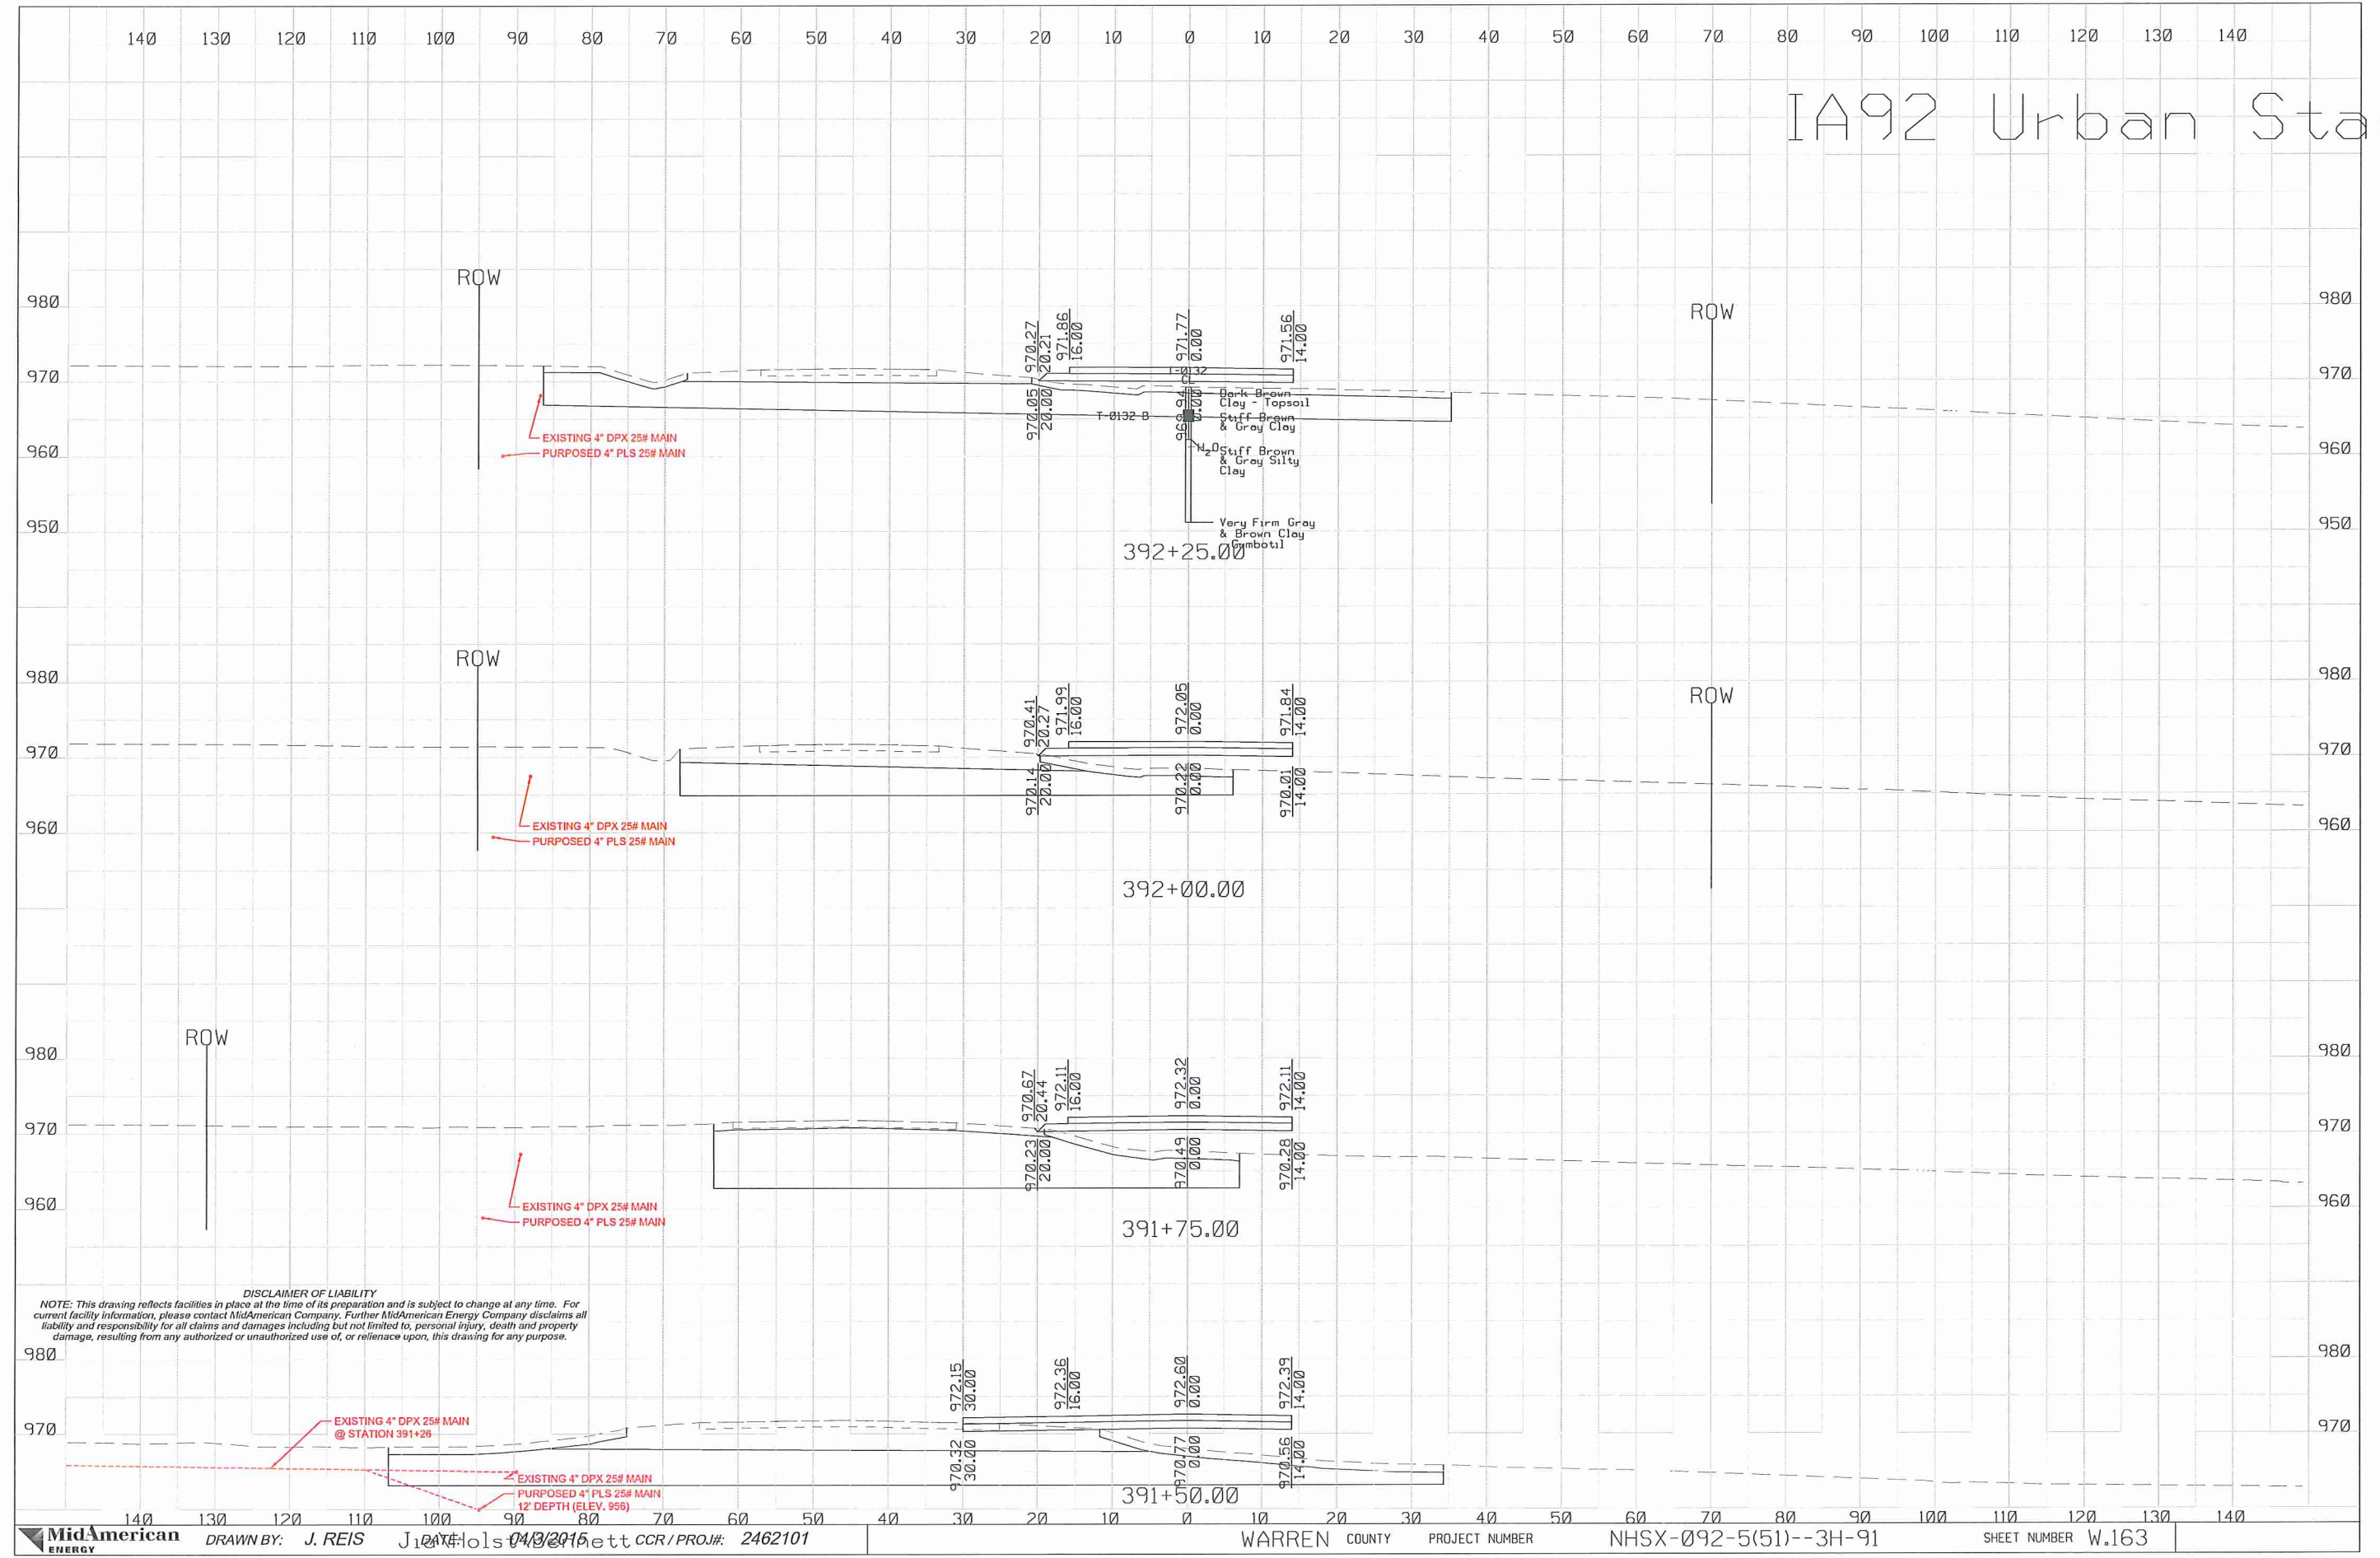 140 130 120 110 100 90 80 70 60 50 40 30 20 10 0 10 20 30 40 50 60 70 80 90 100 110 120 130 140
IA92 Urban Sta
ROW
ROW
980 980
970 970
960 960
950 950
970.27
20.21
971.86
16.00
971.77
0.00
971.56
14.00
T-0132
CL
970.05
20.00
969.94
0.00
T-0132-B
Dark Brown
Clay - Topsoil
Stiff Brown
& Gray Clay
H2O
Stiff Brown
& Gray Silty
Clay
Very Firm Gray
& Brown Clay
Gumbotil
EXISTING 4" DPX 25# MAIN
PURPOSED 4" PLS 25# MAIN
392+25.00
ROW
ROW
980 980
970 970
960 960
970.41
20.27
971.99
16.00
972.05
0.00
971.84
14.00
970.14
20.00
970.22
0.00
970.01
14.00
EXISTING 4" DPX 25# MAIN
PURPOSED 4" PLS 25# MAIN
392+00.00
ROW
980 980
970 970
960 960
970.67
20.44
972.11
16.00
972.32
0.00
972.11
14.00
970.23
20.00
970.49
0.00
970.28
14.00
EXISTING 4" DPX 25# MAIN
PURPOSED 4" PLS 25# MAIN
391+75.00
DISCLAIMER OF LIABILITY
NOTE: This drawing reflects facilities in place at the time of its preparation and is subject to change at any time. For
current facility information, please contact MidAmerican Company. Further MidAmerican Energy Company disclaims all
liability and responsibility for all claims and damages including but not limited to, personal injury, death and property
damage, resulting from any authorized or unauthorized use of, or relienace upon, this drawing for any purpose.
980 980
970 970
972.15
30.00
972.36
16.00
972.60
0.00
972.39
14.00
970.32
30.00
970.77
0.00
970.56
14.00
EXISTING 4" DPX 25# MAIN
@ STATION 391+26
EXISTING 4" DPX 25# MAIN
PURPOSED 4" PLS 25# MAIN
12' DEPTH (ELEV. 956)
391+50.00
140 130 120 110 100 90 80 70 60 50 40 30 20 10 0 10 20 30 40 50 60 70 80 90 100 110 120 130 140
MidAmerican
ENERGY
DRAWN BY: J. REIS DATE: 04/3/2015 CCR / PROJ#: 2462101
WARREN COUNTY PROJECT NUMBER NHSX-092-5(51)--3H-91 SHEET NUMBER W.163